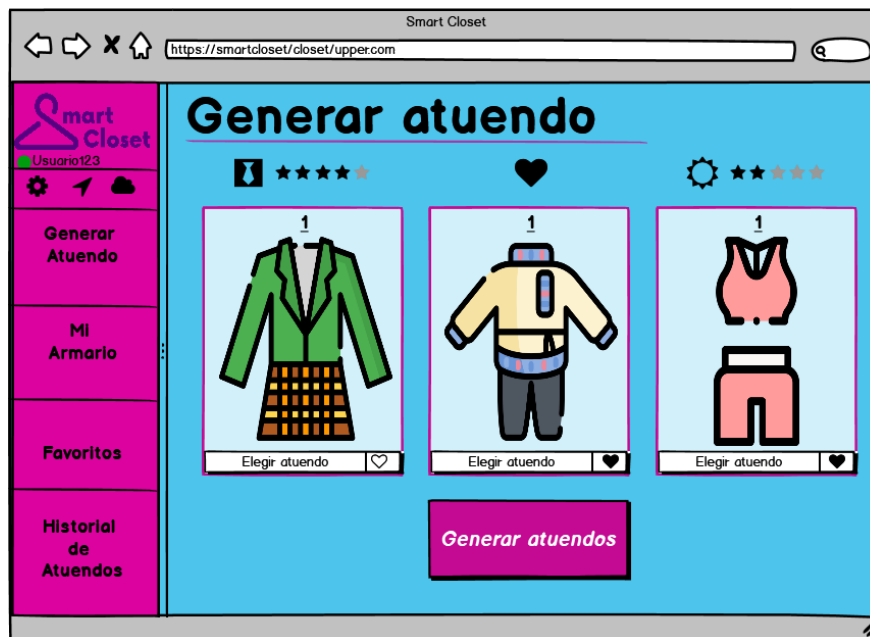 Smart Closet
https://smartcloset/closet/upper.com
Smart
Closet
Usuario123
Generar atuendo
Generar
Atuendo
Mi
Armario
Favoritos
Historial
de
Atuendos
1
1
1
Elegir atuendo
Elegir atuendo
Elegir atuendo
Generar atuendos